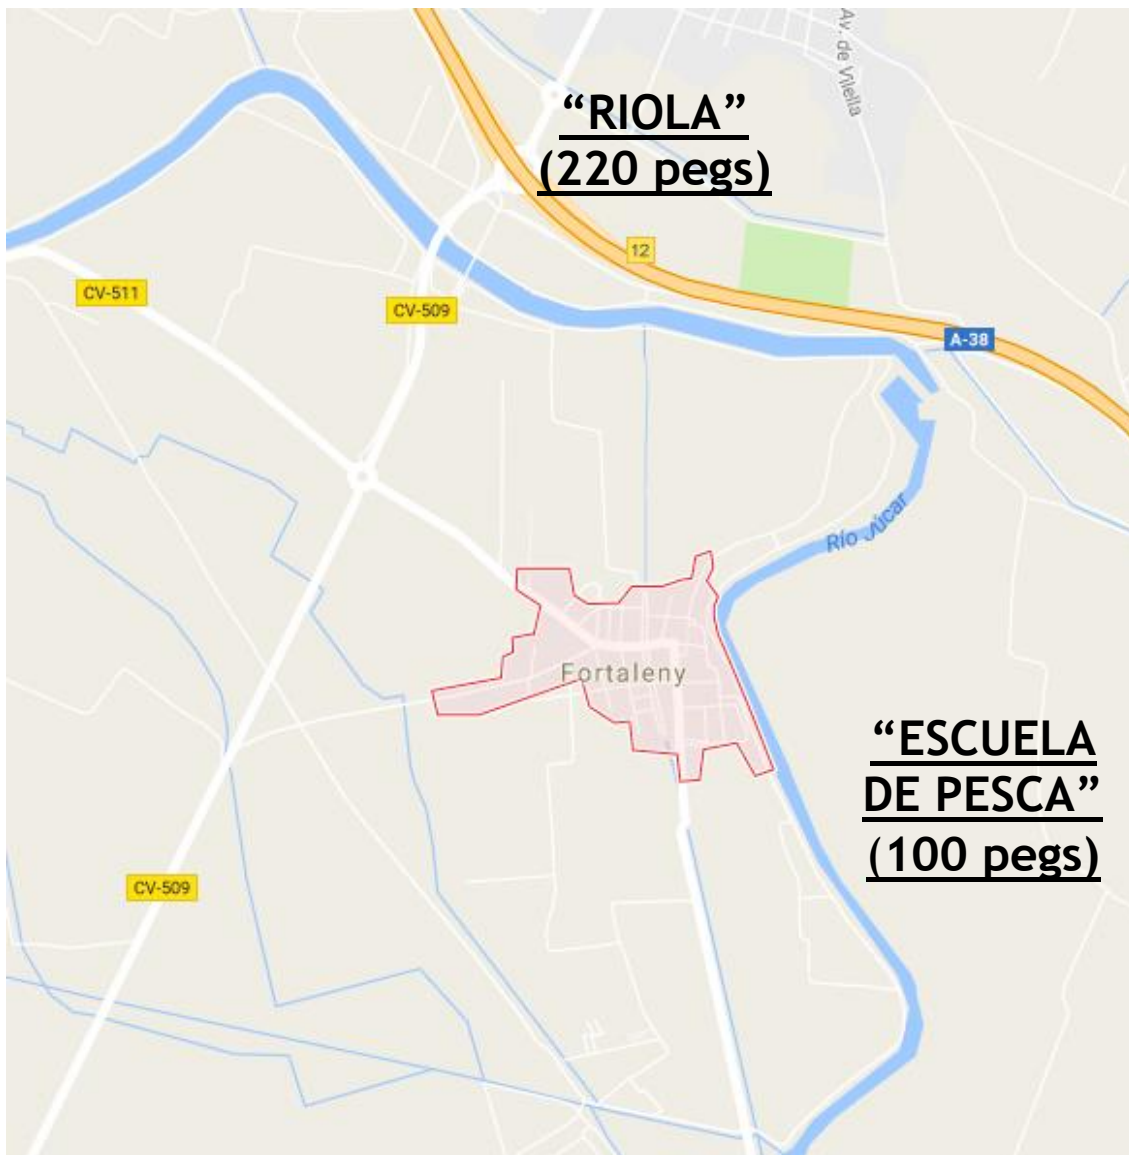 Av. de Vilella
“RIOLA”
(220 pegs)
12
CV-511
CV-509
A-38
Río Júcar
Fortaleny
“ESCUELA
DE PESCA”
(100 pegs)
CV-509